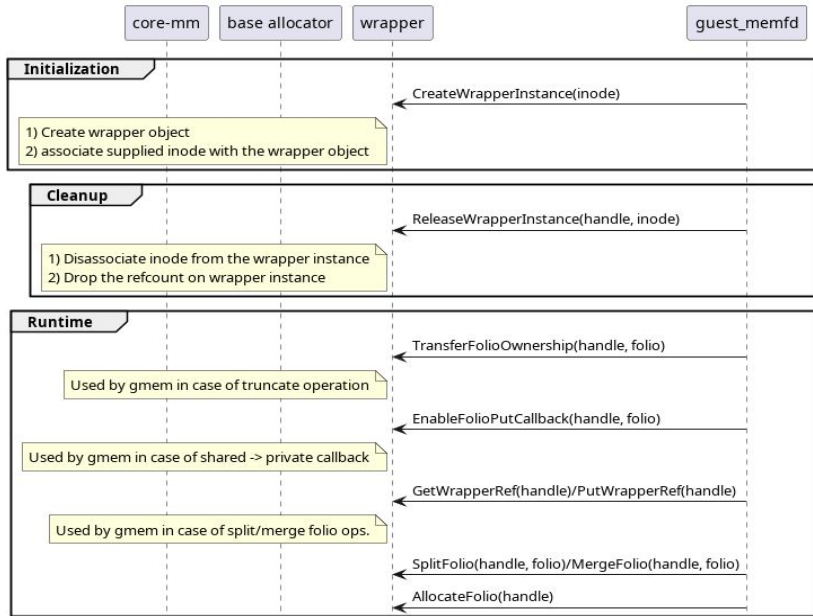 core-mm
base allocator
wrapper
guest_memfd
Initialization
CreateWrapperInstance(inode)
1) Create wrapper object
2) associate supplied inode with the wrapper object
Cleanup
ReleaseWrapperInstance(handle, inode)
1) Disassociate inode from the wrapper instance
2) Drop the refcount on wrapper instance
Runtime
TransferFolioOwnership(handle, folio)
Used by gmem in case of truncate operation
EnableFolioPutCallback(handle, folio)
Used by gmem in case of shared -> private callback
GetWrapperRef(handle)/PutWrapperRef(handle)
Used by gmem in case of split/merge folio ops.
SplitFolio(handle, folio)/MergeFolio(handle, folio)
AllocateFolio(handle)